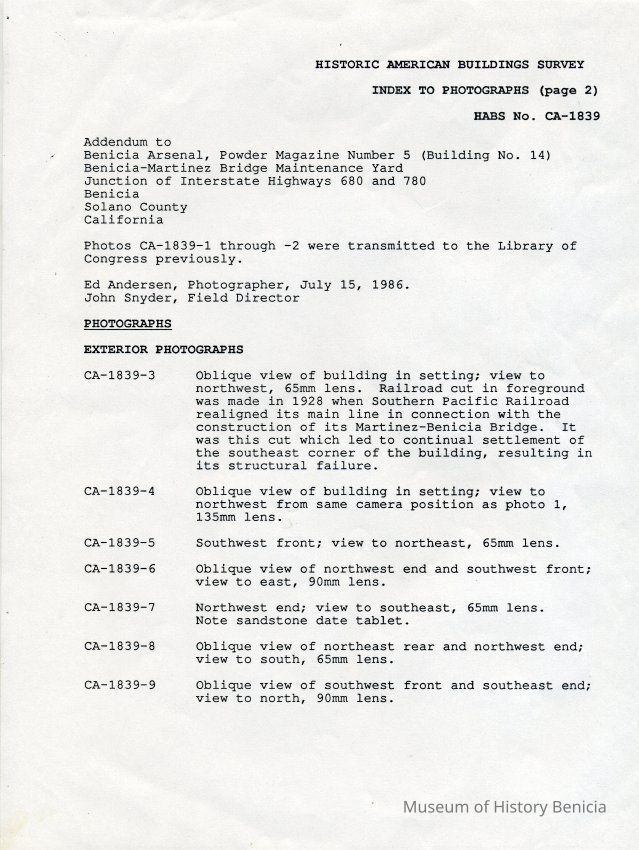 HISTORIC AMERICAN BUILDINGS SURVEY
INDEX TO PHOTOGRAPHS (page 2)
HABS No. CA-1839
Addendum to
Benicia Arsenal, Powder Magazine Number 5 (Building No. 14)
Benicia-Martinez Bridge Maintenance Yard
Junction of Interstate Highways 680 and 780
Benicia
Solano County
California
Photos CA-1839-1 through -2 were transmitted to the Library of
Congress previously.
Ed Andersen, Photographer, July 15, 1986.
John Snyder, Field Director
PHOTOGRAPHS
EXTERIOR PHOTOGRAPHS
CA-1839-3 Oblique view of building in setting; view to
northwest, 65mm lens. Railroad cut in foreground
was made in 1928 when Southern Pacific Railroad
realigned its main line in connection with the
construction of its Martinez-Benicia Bridge. It
was this cut which led to continual settlement of
the southeast corner of the building, resulting in
its structural failure.
CA-1839-4 Oblique view of building in setting; view to
northwest from same camera position as photo 1,
135mm lens.
CA-1839-5 Southwest front; view to northeast, 65mm lens.
CA-1839-6 Oblique view of northwest end and southwest front;
view to east, 90mm lens.
CA-1839-7 Northwest end; view to southeast, 65mm lens.
Note sandstone date tablet.
CA-1839-8 Oblique view of northeast rear and northwest end;
view to south, 65mm lens.
CA-1839-9 Oblique view of southwest front and southeast end;
view to north, 90mm lens.
Museum of History Benicia